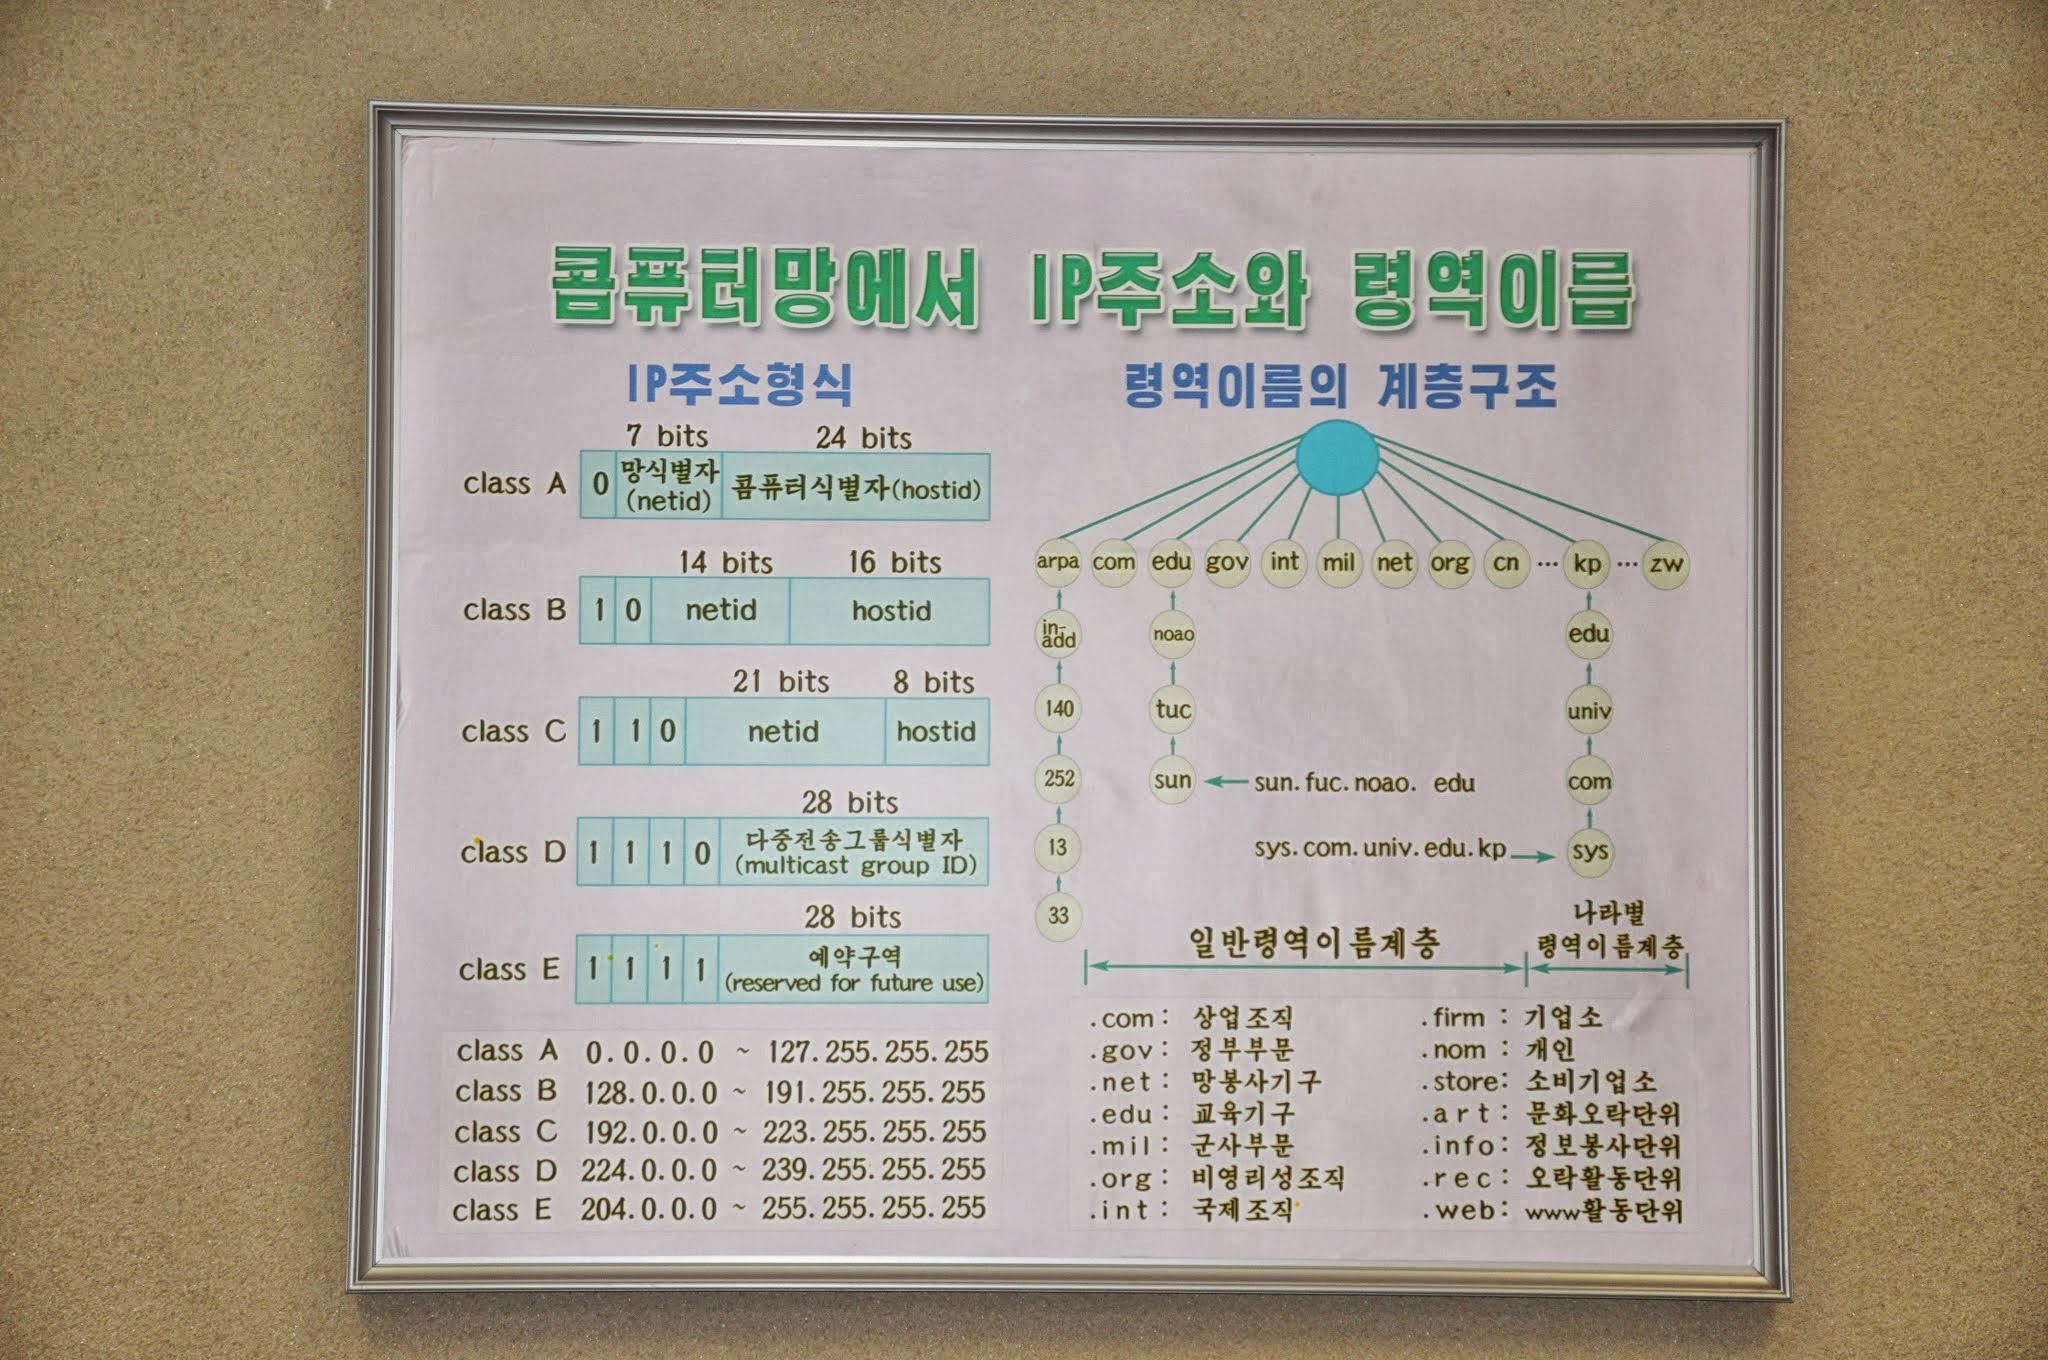 콤퓨터망에서 IP주소와 령역이름
IP주소형식
7 bits 24 bits
class A 0 망식별자 (netid) 콤퓨터식별자(hostid)
14 bits 16 bits
class B 1 0 netid hostid
21 bits 8 bits
class C 1 1 0 netid hostid
28 bits
class D 1 1 1 0 다중전송그룹식별자
(multicast group ID)
28 bits
class E 1 1 1 1 예약구역
(reserved for future use)
class A 0.0.0.0 ~ 127.255.255.255
class B 128.0.0.0 ~ 191.255.255.255
class C 192.0.0.0 ~ 223.255.255.255
class D 224.0.0.0 ~ 239.255.255.255
class E 204.0.0.0 ~ 255.255.255.255
령역이름의 계층구조
arpa com edu gov int mil net org cn ... kp ... zw
in-
add noao edu
140 tuc univ
252 sun sun.fuc.noao. edu com
13 sys.com.univ.edu.kp sys
33
일반령역이름계층
나라별
령역이름계층
.com: 상업조직 .firm : 기업소
.gov: 정부부문 .nom : 개인
.net: 망봉사기구 .store: 소비기업소
.edu: 교육기구 .art: 문화오락단위
.mil: 군사부문 .info: 정보봉사단위
.org: 비영리성조직 .rec: 오락활동단위
.int: 국제조직 .web: www활동단위